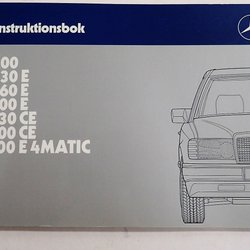 nstruktionsbok
00
30 E
60 E
00 E
30 CE
00 CE
00 E 4MATIC